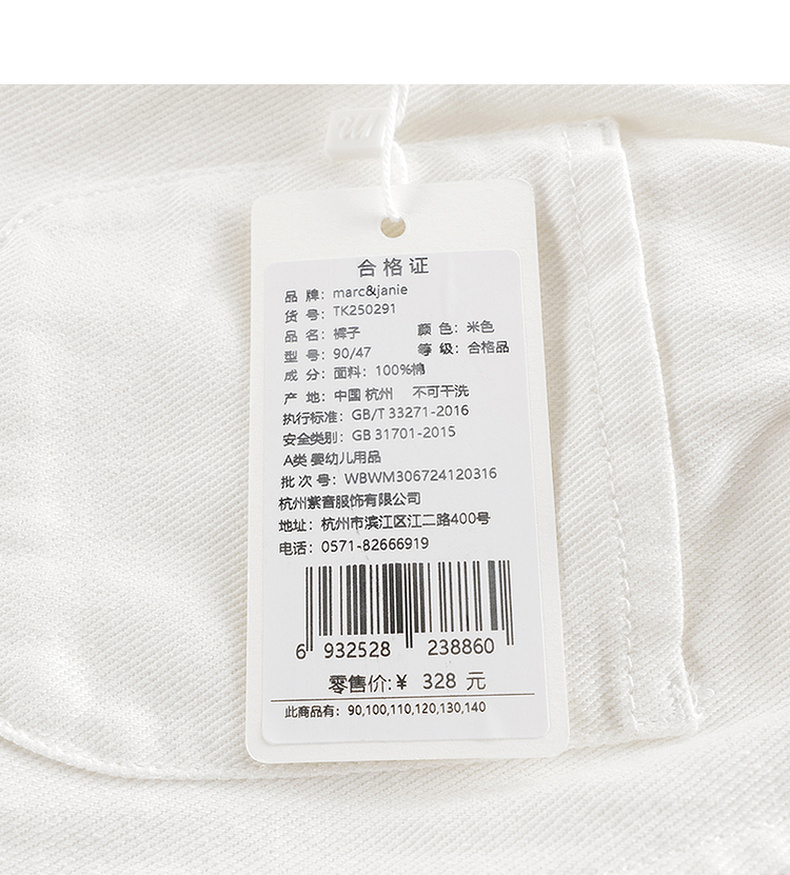 合格证
品 牌：marc&janie
货 号：TK250291
品 名：裤子 颜 色：米色
型 号：90/47 等 级：合格品
成 分：面料：100%棉
产 地：中国 杭州 不可干洗
执行标准：GB/T 33271-2016
安全类别：GB 31701-2015
A类 婴幼儿用品
批 次 号：WBWM306724120316
杭州紫音服饰有限公司
地址：杭州市滨江区江二路400号
电话：0571-82666919
6 932528 238860
零售价:￥ 328 元
此商品有：90,100,110,120,130,140